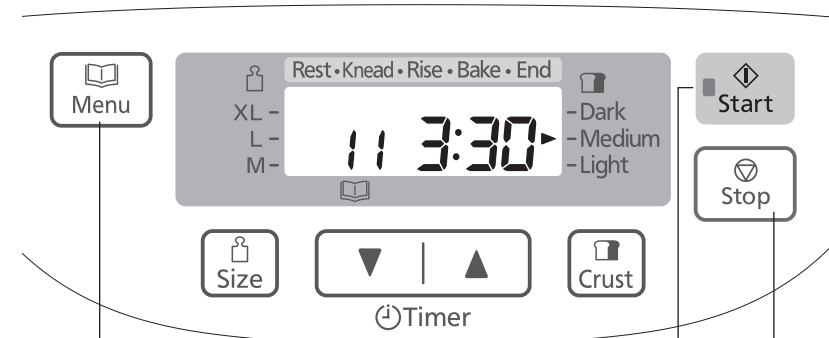 Menu
Rest • Knead • Rise • Bake • End
XL –
L –
M –
11 3:30
– Dark
– Medium
– Light
Start
Stop
Size
Timer
Crust